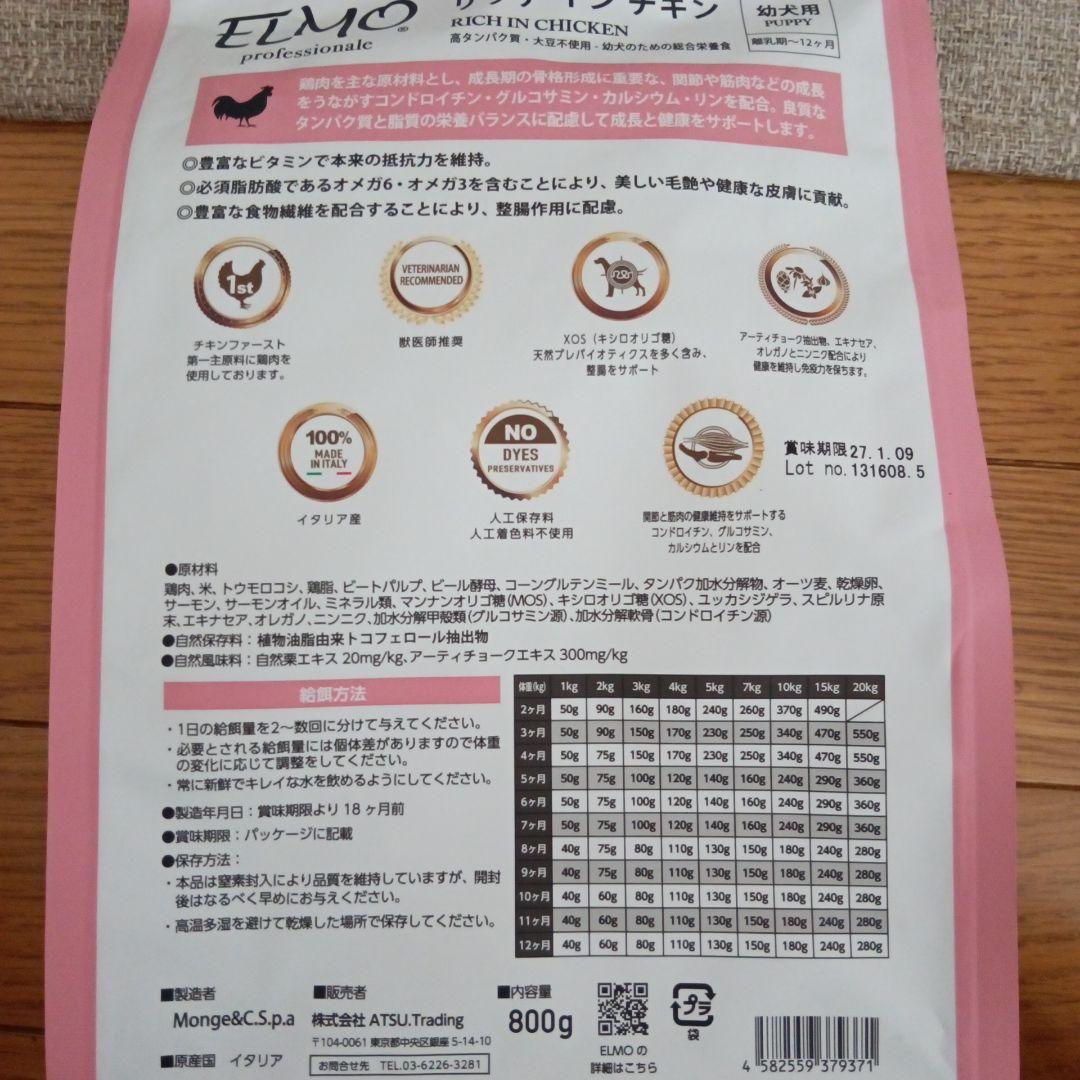 ELMO®
professionale
リッチ イン チキン
RICH IN CHICKEN
高タンパク質・大豆不使用 - 幼犬のための総合栄養食
幼犬用
PUPPY
離乳期〜12ヶ月
鶏肉を主な原材料とし、成長期の骨格形成に重要な、関節や筋肉などの成長
をうながすコンドロイチン・グルコサミン・カルシウム・リンを配合。良質な
タンパク質と脂質の栄養バランスに配慮して成長と健康をサポートします。
◎豊富なビタミンで本来の抵抗力を維持。
◎必須脂肪酸であるオメガ6・オメガ3を含むことにより、美しい毛艶や健康な皮膚に貢献。
◎豊富な食物繊維を配合することにより、整腸作用に配慮。
1st
チキンファースト
第一主原料に鶏肉を
使用しております。
VETERINARIAN
RECOMMENDED
獣医師推奨
XOS（キシロオリゴ糖）
天然プレバイオティクスを多く含み、
整腸をサポート
アーティチョーク抽出物、エキナセア、
オレガノとニンニク配合により
健康を維持し免疫力を保ちます。
100%
MADE
IN ITALY
イタリア産
NO
DYES
PRESERVATIVES
人工保存料
人工着色料不使用
関節と筋肉の健康維持をサポートする
コンドロイチン、グルコサミン、
カルシウムとリンを配合
賞味期限27.1.09
Lot no.131608.5
●原材料
鶏肉、米、トウモロコシ、鶏脂、ビートパルプ、ビール酵母、コーングルテンミール、タンパク加水分解物、オーツ麦、乾燥卵、
サーモン、サーモンオイル、ミネラル類、マンナンオリゴ糖(MOS)、キシロオリゴ糖(XOS)、ユッカシジゲラ、スピルリナ原
末、エキナセア、オレガノ、ニンニク、加水分解甲殻類(グルコサミン源)、加水分解軟骨(コンドロイチン源)
●自然保存料：植物油脂由来トコフェロール抽出物
●自然風味料：自然栗エキス 20mg/kg、アーティチョークエキス 300mg/kg
給餌方法
・1日の給餌量を2〜数回に分けて与えてください。
・必要とされる給餌量には個体差がありますので体重
の変化に応じて調整をしてください。
・常に新鮮でキレイな水を飲めるようにしてください。
●製造年月日：賞味期限より 18 ヶ月前
●賞味期限：パッケージに記載
●保存方法：
・本品は窒素封入により品質を維持していますが、開封
後はなるべく早めにお与えください。
・高温多湿を避けて乾燥した場所で保存してください。
体重(kg) 1kg 2kg 3kg 4kg 5kg 7kg 10kg 15kg 20kg
2ヶ月 50g 90g 160g 180g 240g 260g 370g 490g
3ヶ月 50g 90g 150g 170g 230g 250g 340g 470g 550g
4ヶ月 50g 75g 150g 170g 230g 250g 340g 470g 550g
5ヶ月 50g 75g 100g 120g 140g 160g 240g 290g 360g
6ヶ月 50g 75g 100g 120g 140g 160g 240g 290g 360g
7ヶ月 50g 75g 100g 120g 140g 160g 240g 290g 360g
8ヶ月 40g 75g 80g 110g 130g 150g 180g 240g 280g
9ヶ月 40g 75g 80g 110g 130g 150g 180g 240g 280g
10ヶ月 40g 60g 80g 110g 130g 150g 180g 240g 280g
11ヶ月 40g 60g 80g 110g 130g 150g 180g 240g 280g
12ヶ月 40g 60g 80g 110g 130g 150g 180g 240g 280g
■製造者
Monge&C.S.p.a
■原産国 イタリア
■販売者
株式会社 ATSU.Trading
〒104-0061 東京都中央区銀座 5-14-10
お問合せ先 TEL.03-6226-3281
■内容量
800g
ELMO の
詳細はこちら
プラ
袋
4 582559 379371